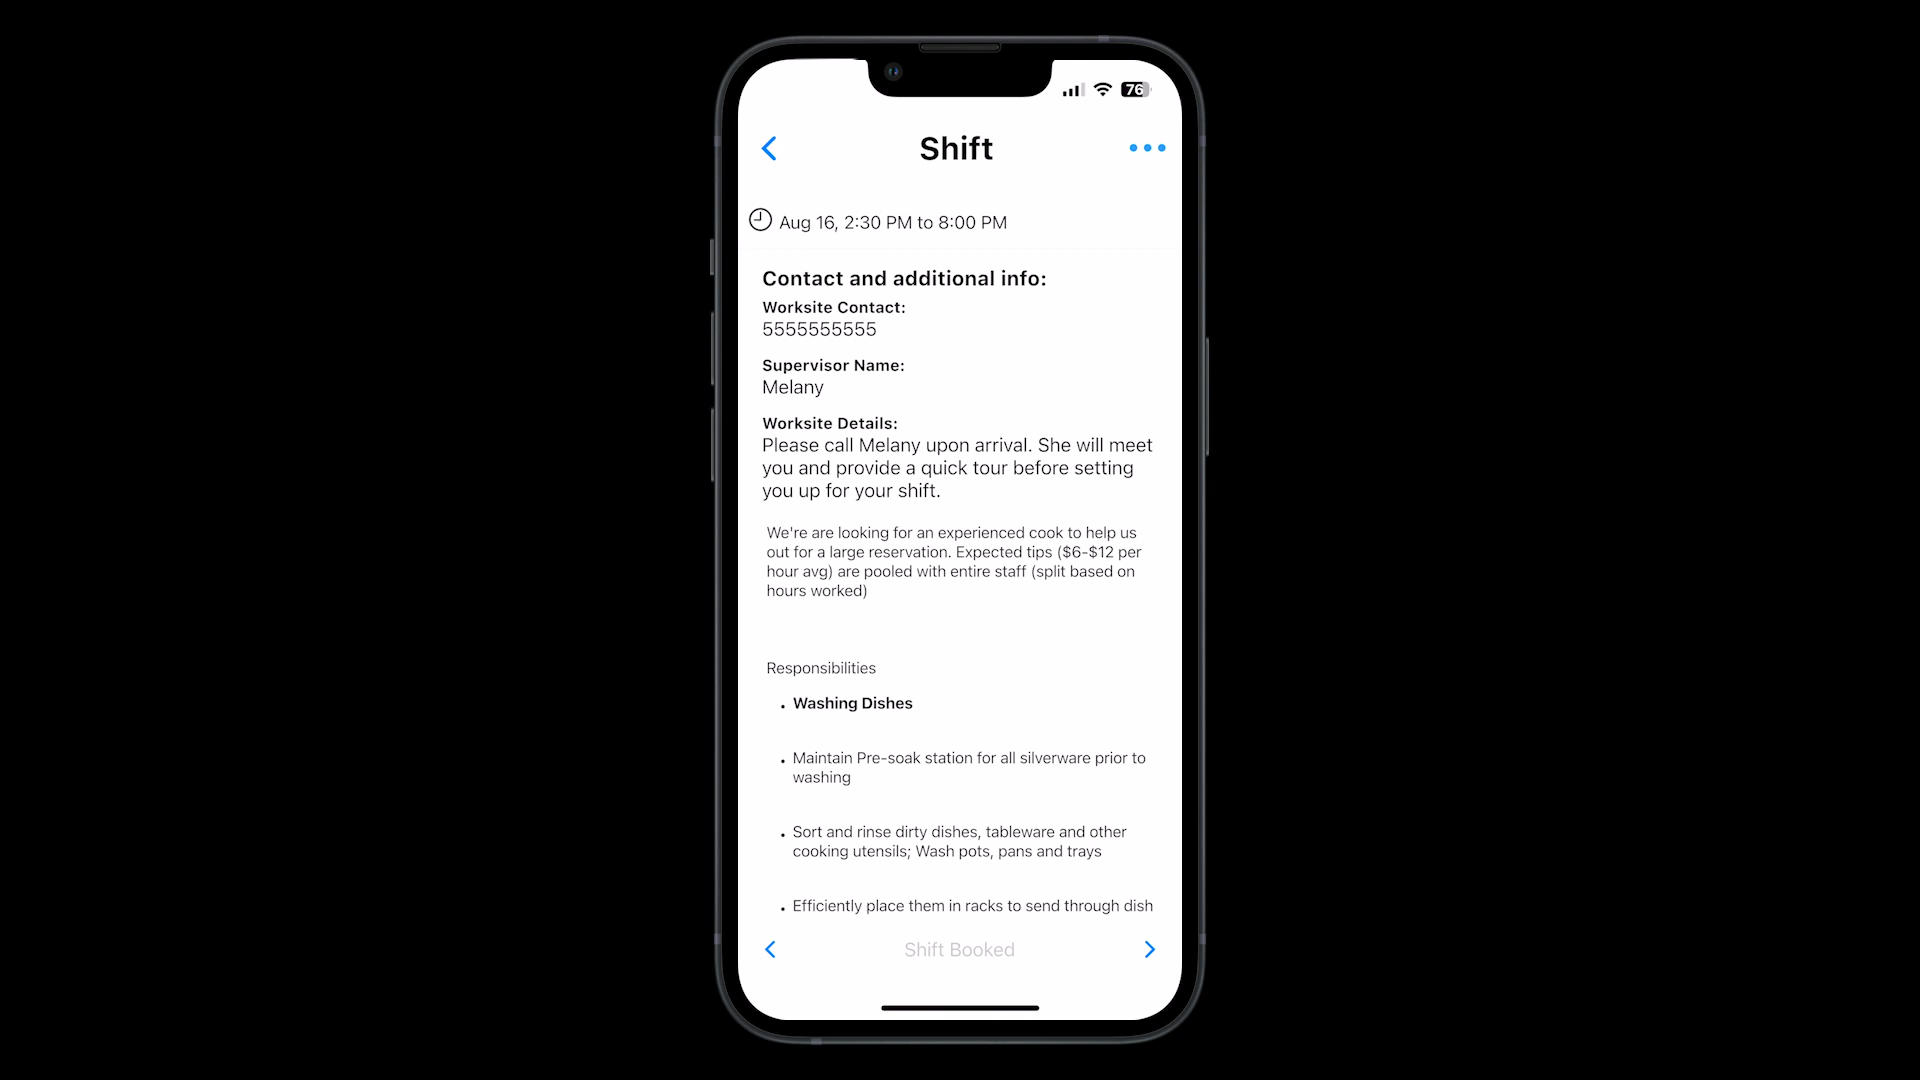 76
Shift
Aug 16, 2:30 PM to 8:00 PM
Contact and additional info:
Worksite Contact:
5555555555
Supervisor Name:
Melany
Worksite Details:
Please call Melany upon arrival. She will meet
you and provide a quick tour before setting
you up for your shift.
We're are looking for an experienced cook to help us
out for a large reservation. Expected tips ($6-$12 per
hour avg) are pooled with entire staff (split based on
hours worked)
Responsibilities
• Washing Dishes
• Maintain Pre-soak station for all silverware prior to
washing
• Sort and rinse dirty dishes, tableware and other
cooking utensils; Wash pots, pans and trays
• Efficiently place them in racks to send through dish
Shift Booked